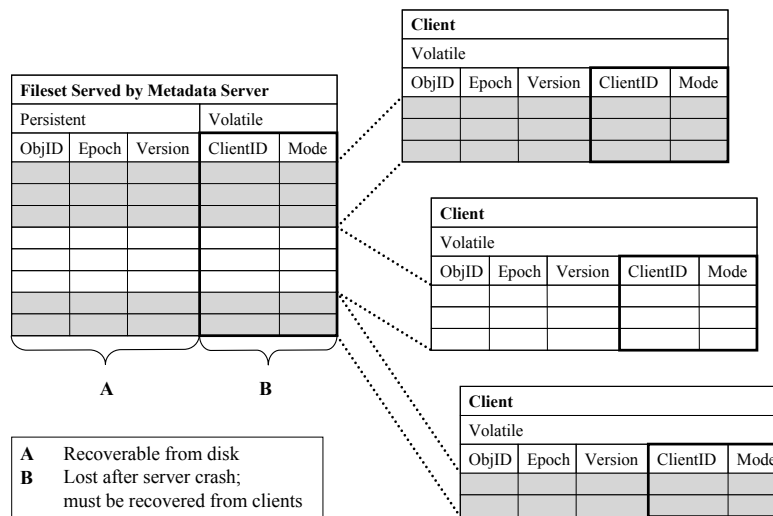 Fileset Served by Metadata Server
Persistent Volatile
ObjID Epoch Version ClientID Mode
A B
A Recoverable from disk
B Lost after server crash;
must be recovered from clients
Client
Volatile
ObjID Epoch Version ClientID Mode
Client
Volatile
ObjID Epoch Version ClientID Mode
Client
Volatile
ObjID Epoch Version ClientID Mode